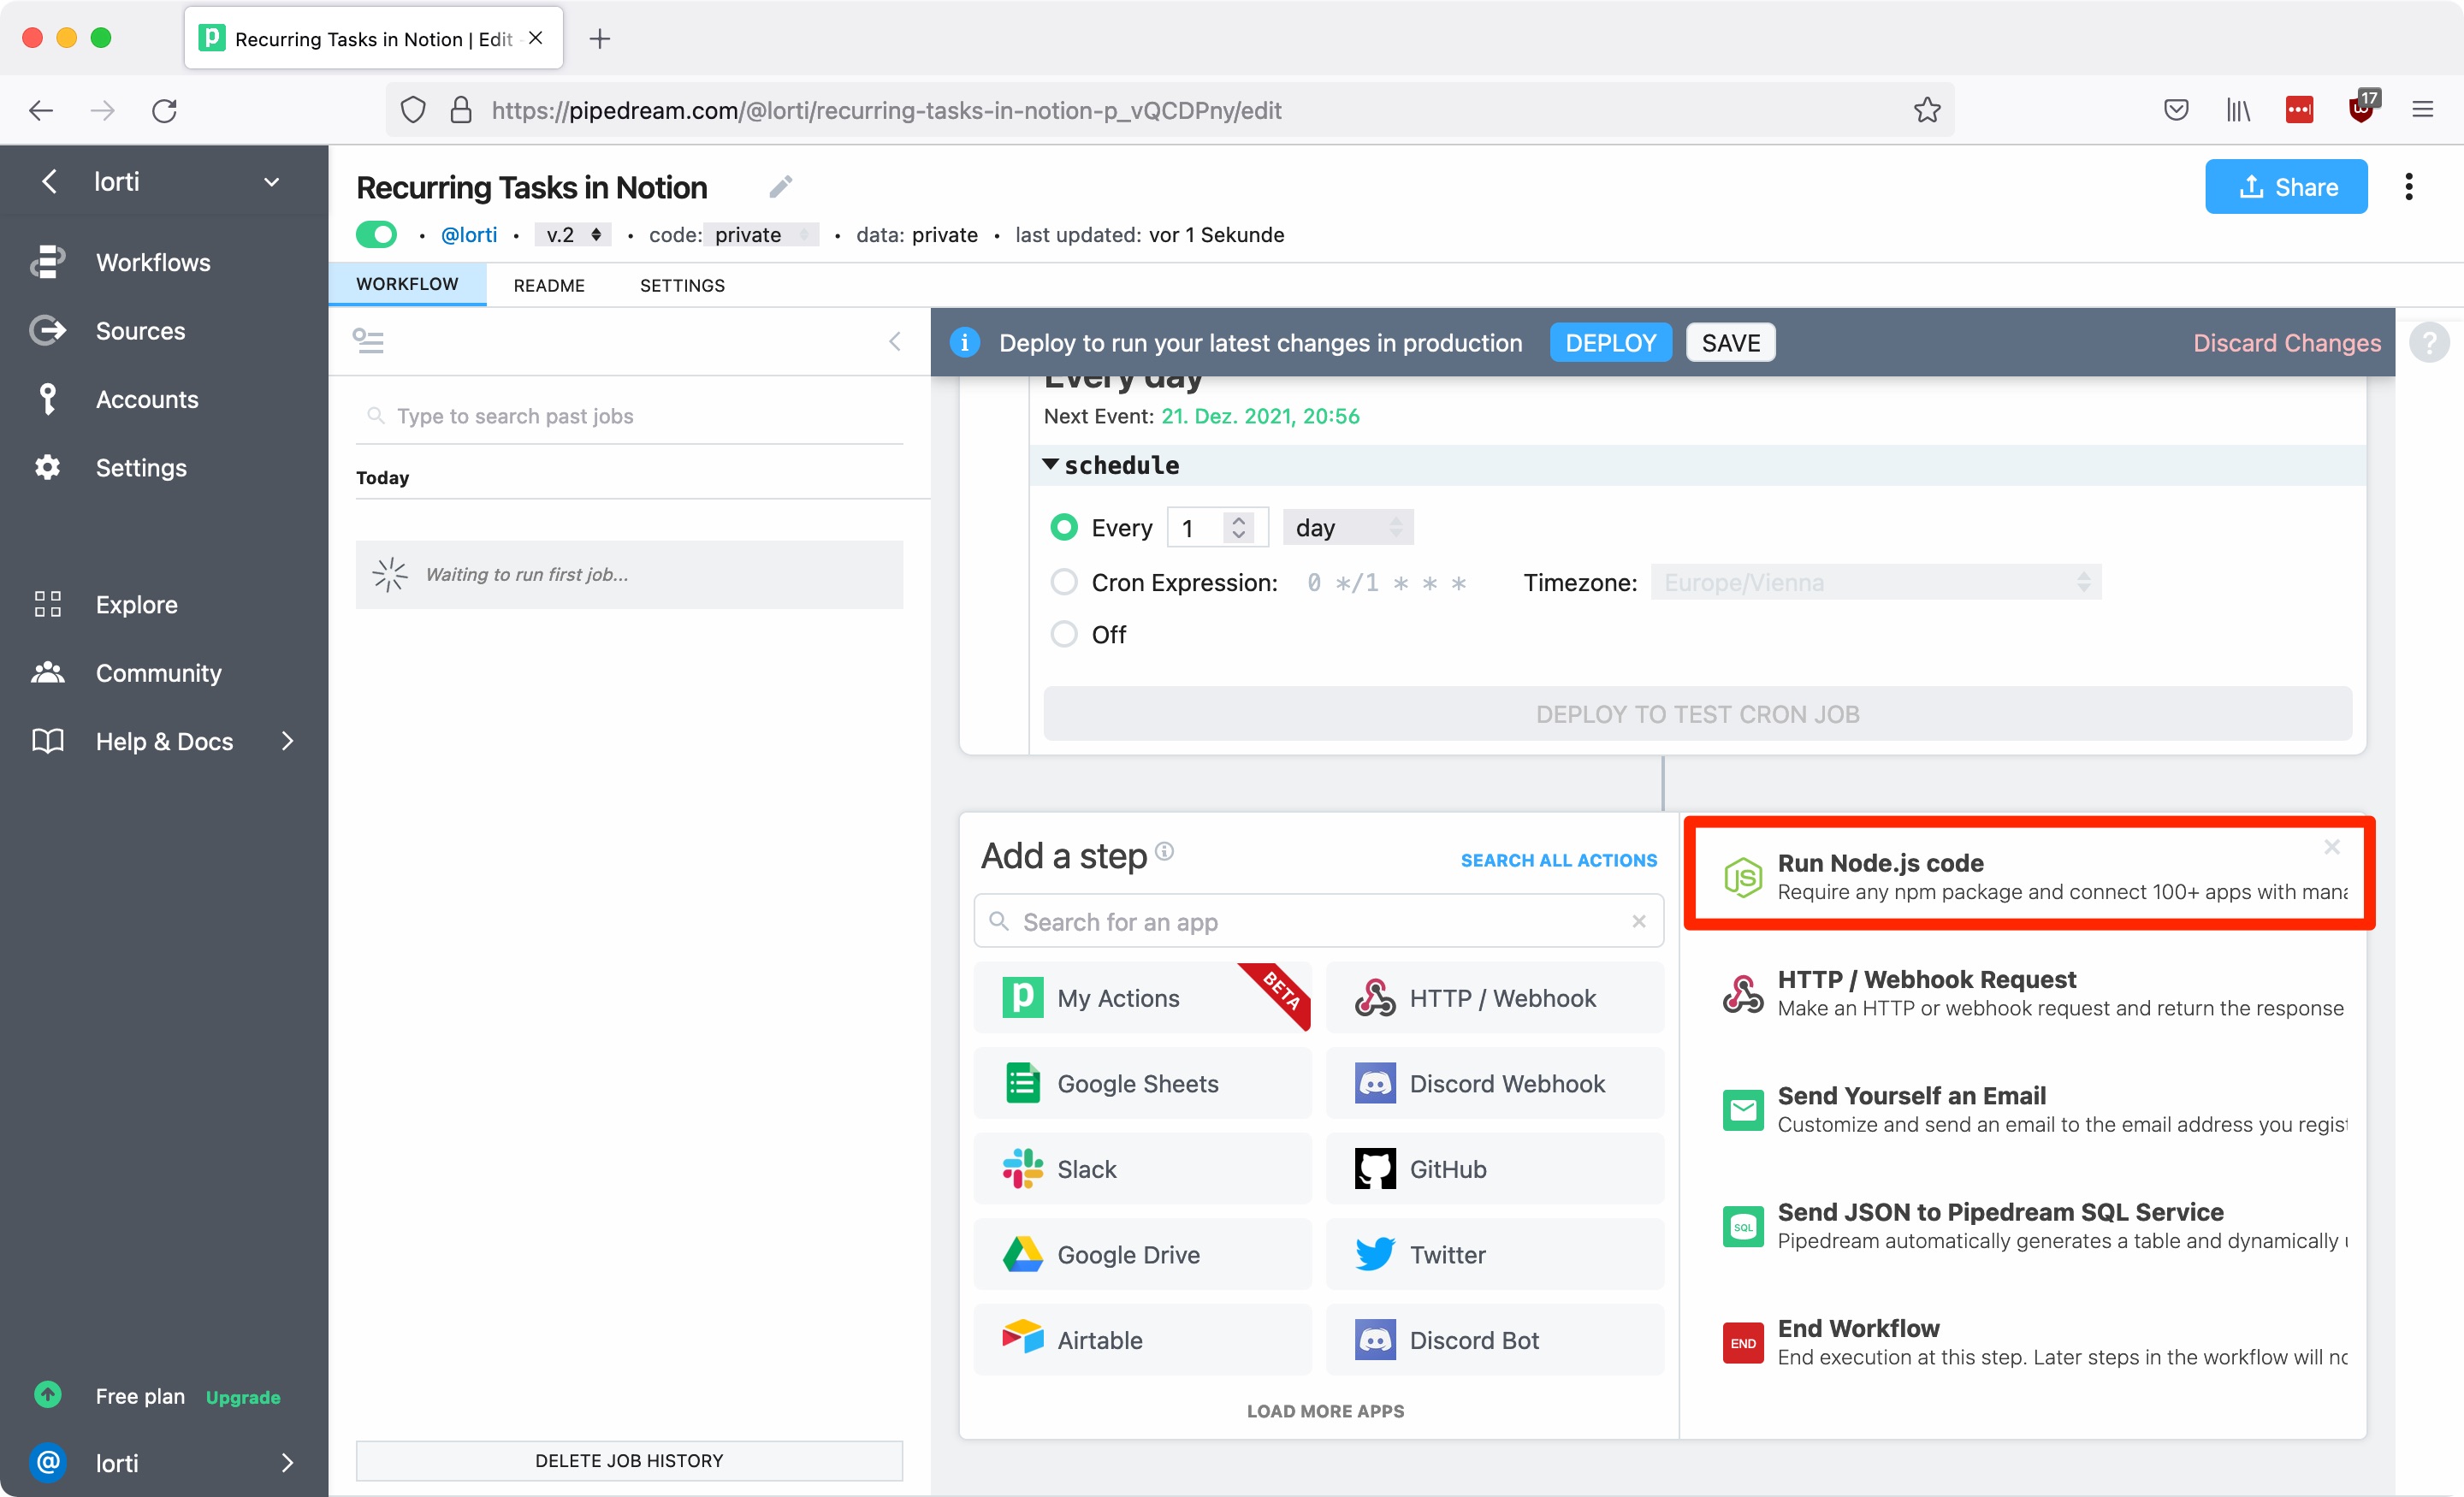 Recurring Tasks in Notion | Edit
https://pipedream.com/@lorti/recurring-tasks-in-notion-p_vQCDPny/edit
17
lorti
Workflows
Sources
Accounts
Settings
Explore
Community
Help & Docs
Free plan Upgrade
@ lorti
Recurring Tasks in Notion
Share
• @lorti • v.2 • code: private • data: private • last updated: vor 1 Sekunde
WORKFLOW README SETTINGS
Type to search past jobs
Today
Waiting to run first job...
DELETE JOB HISTORY
Deploy to run your latest changes in production DEPLOY SAVE Discard Changes
?
Every day
Next Event: 21. Dez. 2021, 20:56
schedule
Every 1 day
Cron Expression: 0 */1 * * * Timezone: Europe/Vienna
Off
DEPLOY TO TEST CRON JOB
Add a step
SEARCH ALL ACTIONS
Search for an app
My Actions BETA
HTTP / Webhook
Google Sheets
Discord Webhook
Slack
GitHub
Google Drive
Twitter
Airtable
Discord Bot
LOAD MORE APPS
JS
Run Node.js code
Require any npm package and connect 100+ apps with mana
HTTP / Webhook Request
Make an HTTP or webhook request and return the response
Send Yourself an Email
Customize and send an email to the email address you regist
SQL
Send JSON to Pipedream SQL Service
Pipedream automatically generates a table and dynamically
END
End Workflow
End execution at this step. Later steps in the workflow will no